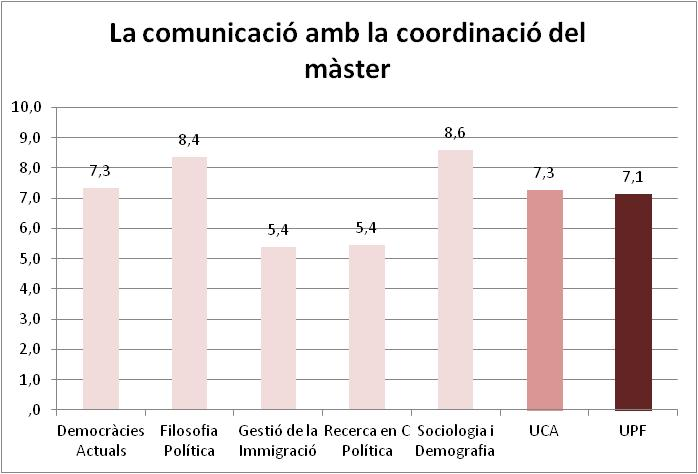 La comunicació amb la coordinació del
màster
10,0
9,0
8,0
7,0
6,0
5,0
4,0
3,0
2,0
1,0
,0
7,3
8,4
5,4
5,4
8,6
7,3
7,1
Democràcies
Actuals
Filosofia
Política
Gestió de la
Immigració
Recerca en C
Política
Sociologia i
Demografia
UCA
UPF